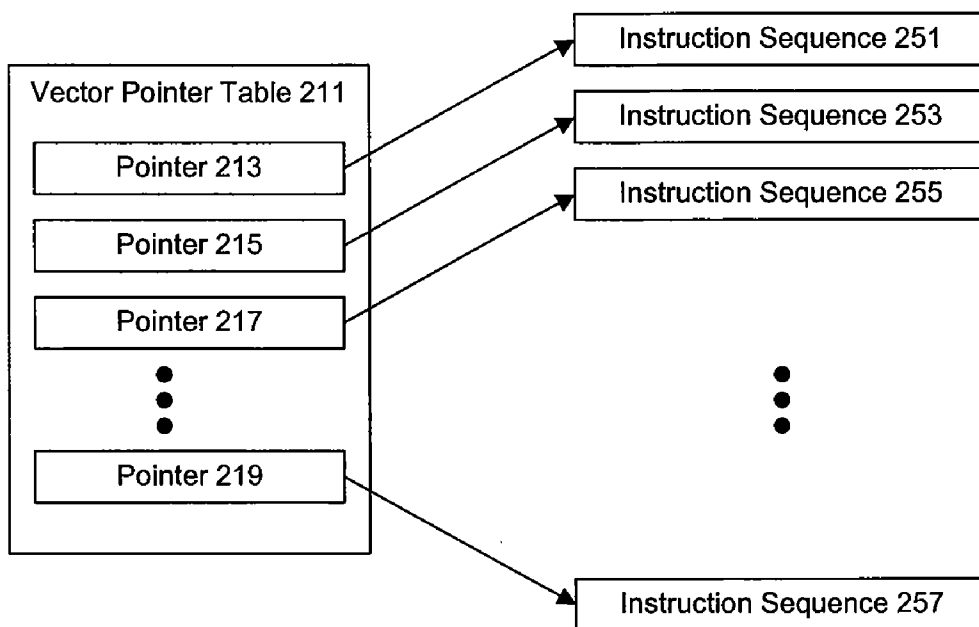 Vector Pointer Table 211
Pointer 213
Pointer 215
Pointer 217
Pointer 219
Instruction Sequence 251
Instruction Sequence 253
Instruction Sequence 255
Instruction Sequence 257